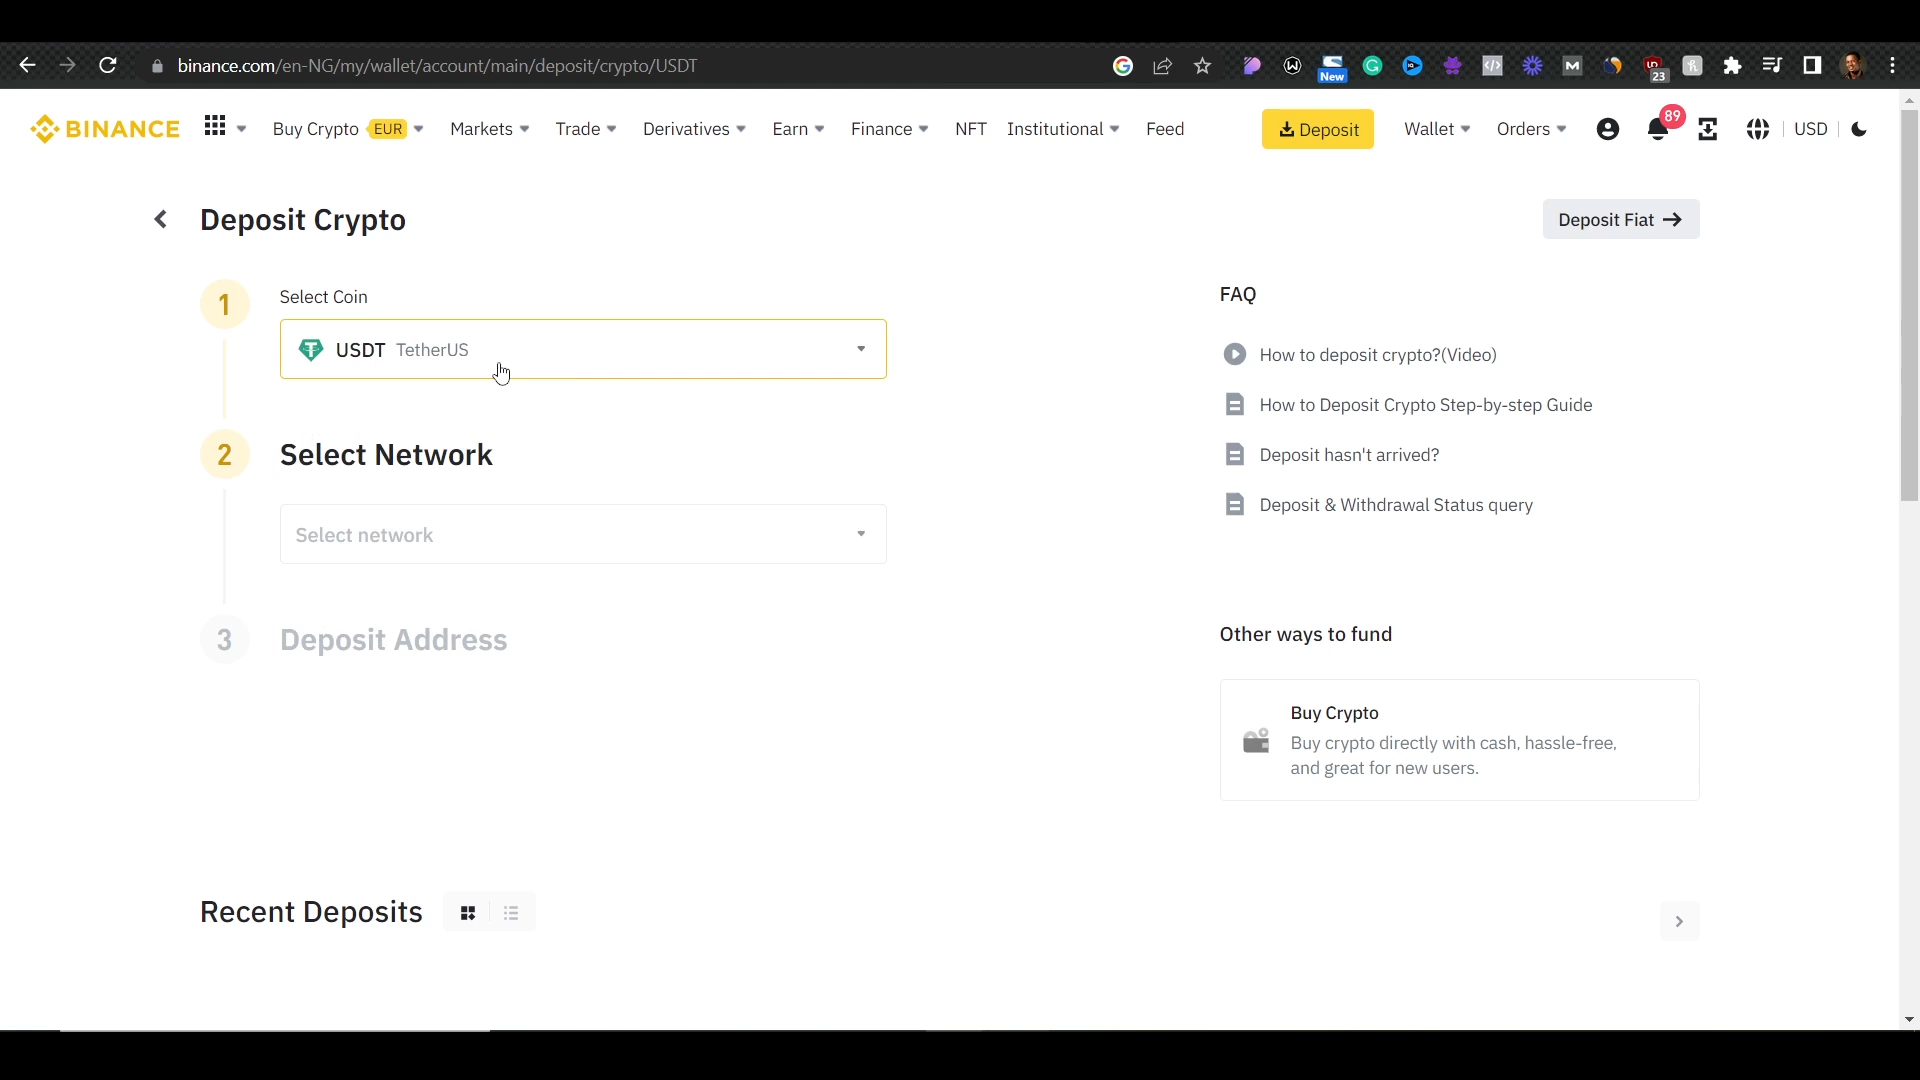 binance.com/en-NG/my/wallet/account/main/deposit/crypto/USDT
New
23
BINANCE
Buy Crypto EUR
Markets
Trade
Derivatives
Earn
Finance
NFT
Institutional
Feed
Deposit
Wallet
Orders
89
USD
Deposit Crypto
Deposit Fiat
1
Select Coin
USDT TetherUS
2
Select Network
Select network
3
Deposit Address
FAQ
How to deposit crypto?(Video)
How to Deposit Crypto Step-by-step Guide
Deposit hasn't arrived?
Deposit & Withdrawal Status query
Other ways to fund
Buy Crypto
Buy crypto directly with cash, hassle-free,
and great for new users.
Recent Deposits